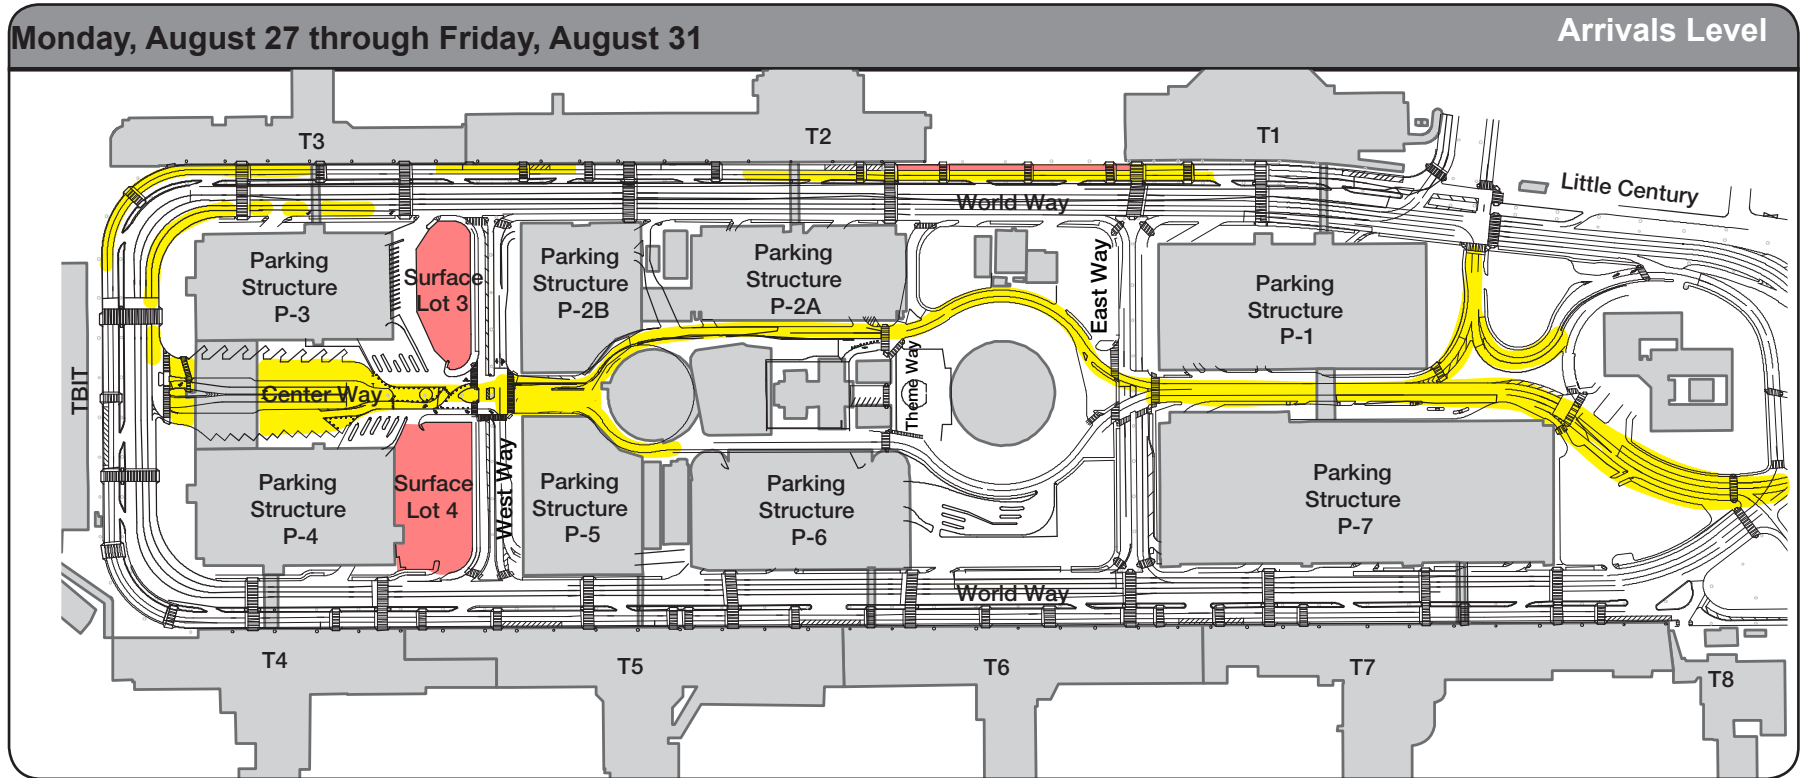 Monday, August 27 through Friday, August 31
Arrivals Level
T3
T2
T1
Little Century
World Way
Parking
Structure
P-3
Surface
Lot 3
Parking
Structure
P-2B
Parking
Structure
P-2A
East Way
Parking
Structure
P-1
TBIT
Center Way
Theme Way
Parking
Structure
P-4
Surface
Lot 4
West Way
Parking
Structure
P-5
Parking
Structure
P-6
Parking
Structure
P-7
World Way
T4
T5
T6
T7
T8